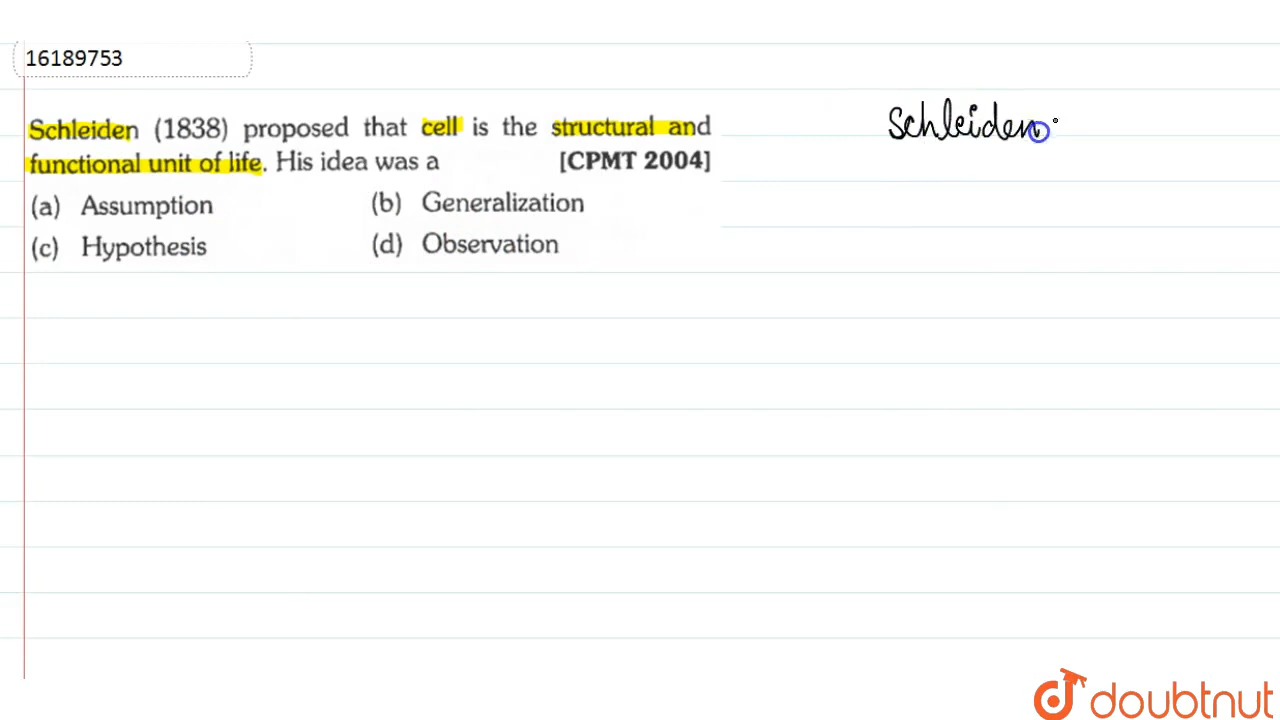 16189753
Schleiden (1838) proposed that cell is the structural and
functional unit of life. His idea was a [CPMT 2004]
(a) Assumption (b) Generalization
(c) Hypothesis (d) Observation
Schleiden
doubtnut